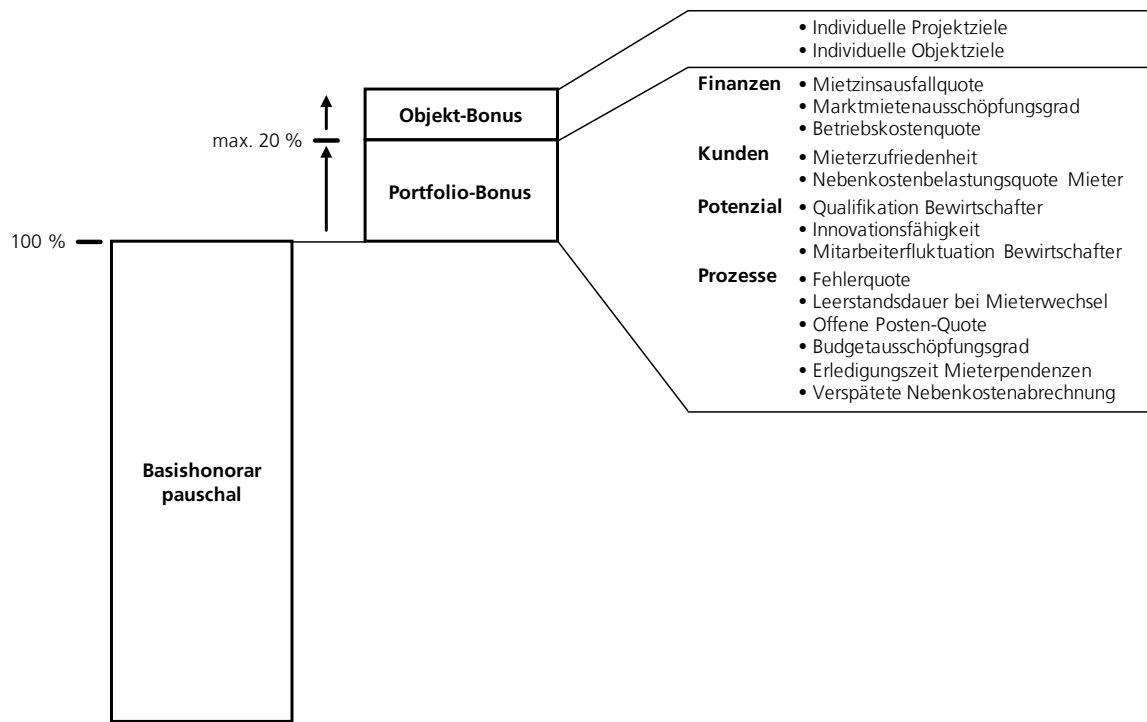 • Individuelle Projektziele
• Individuelle Objektziele
Objekt-Bonus
max. 20 %
Portfolio-Bonus
Finanzen • Mietzinsausfallquote
• Marktmietenausschöpfungsgrad
• Betriebskostenquote
Kunden • Mieterzufriedenheit
• Nebenkostenbelastungsquote Mieter
Potenzial • Qualifikation Bewirtschafter
• Innovationsfähigkeit
• Mitarbeiterfluktuation Bewirtschafter
Prozesse • Fehlerquote
• Leerstandsdauer bei Mieterwechsel
• Offene Posten-Quote
• Budgetausschöpfungsgrad
• Erledigungszeit Mieterpendenzen
• Verspätete Nebenkostenabrechnung
100 %
Basishonorar
pauschal